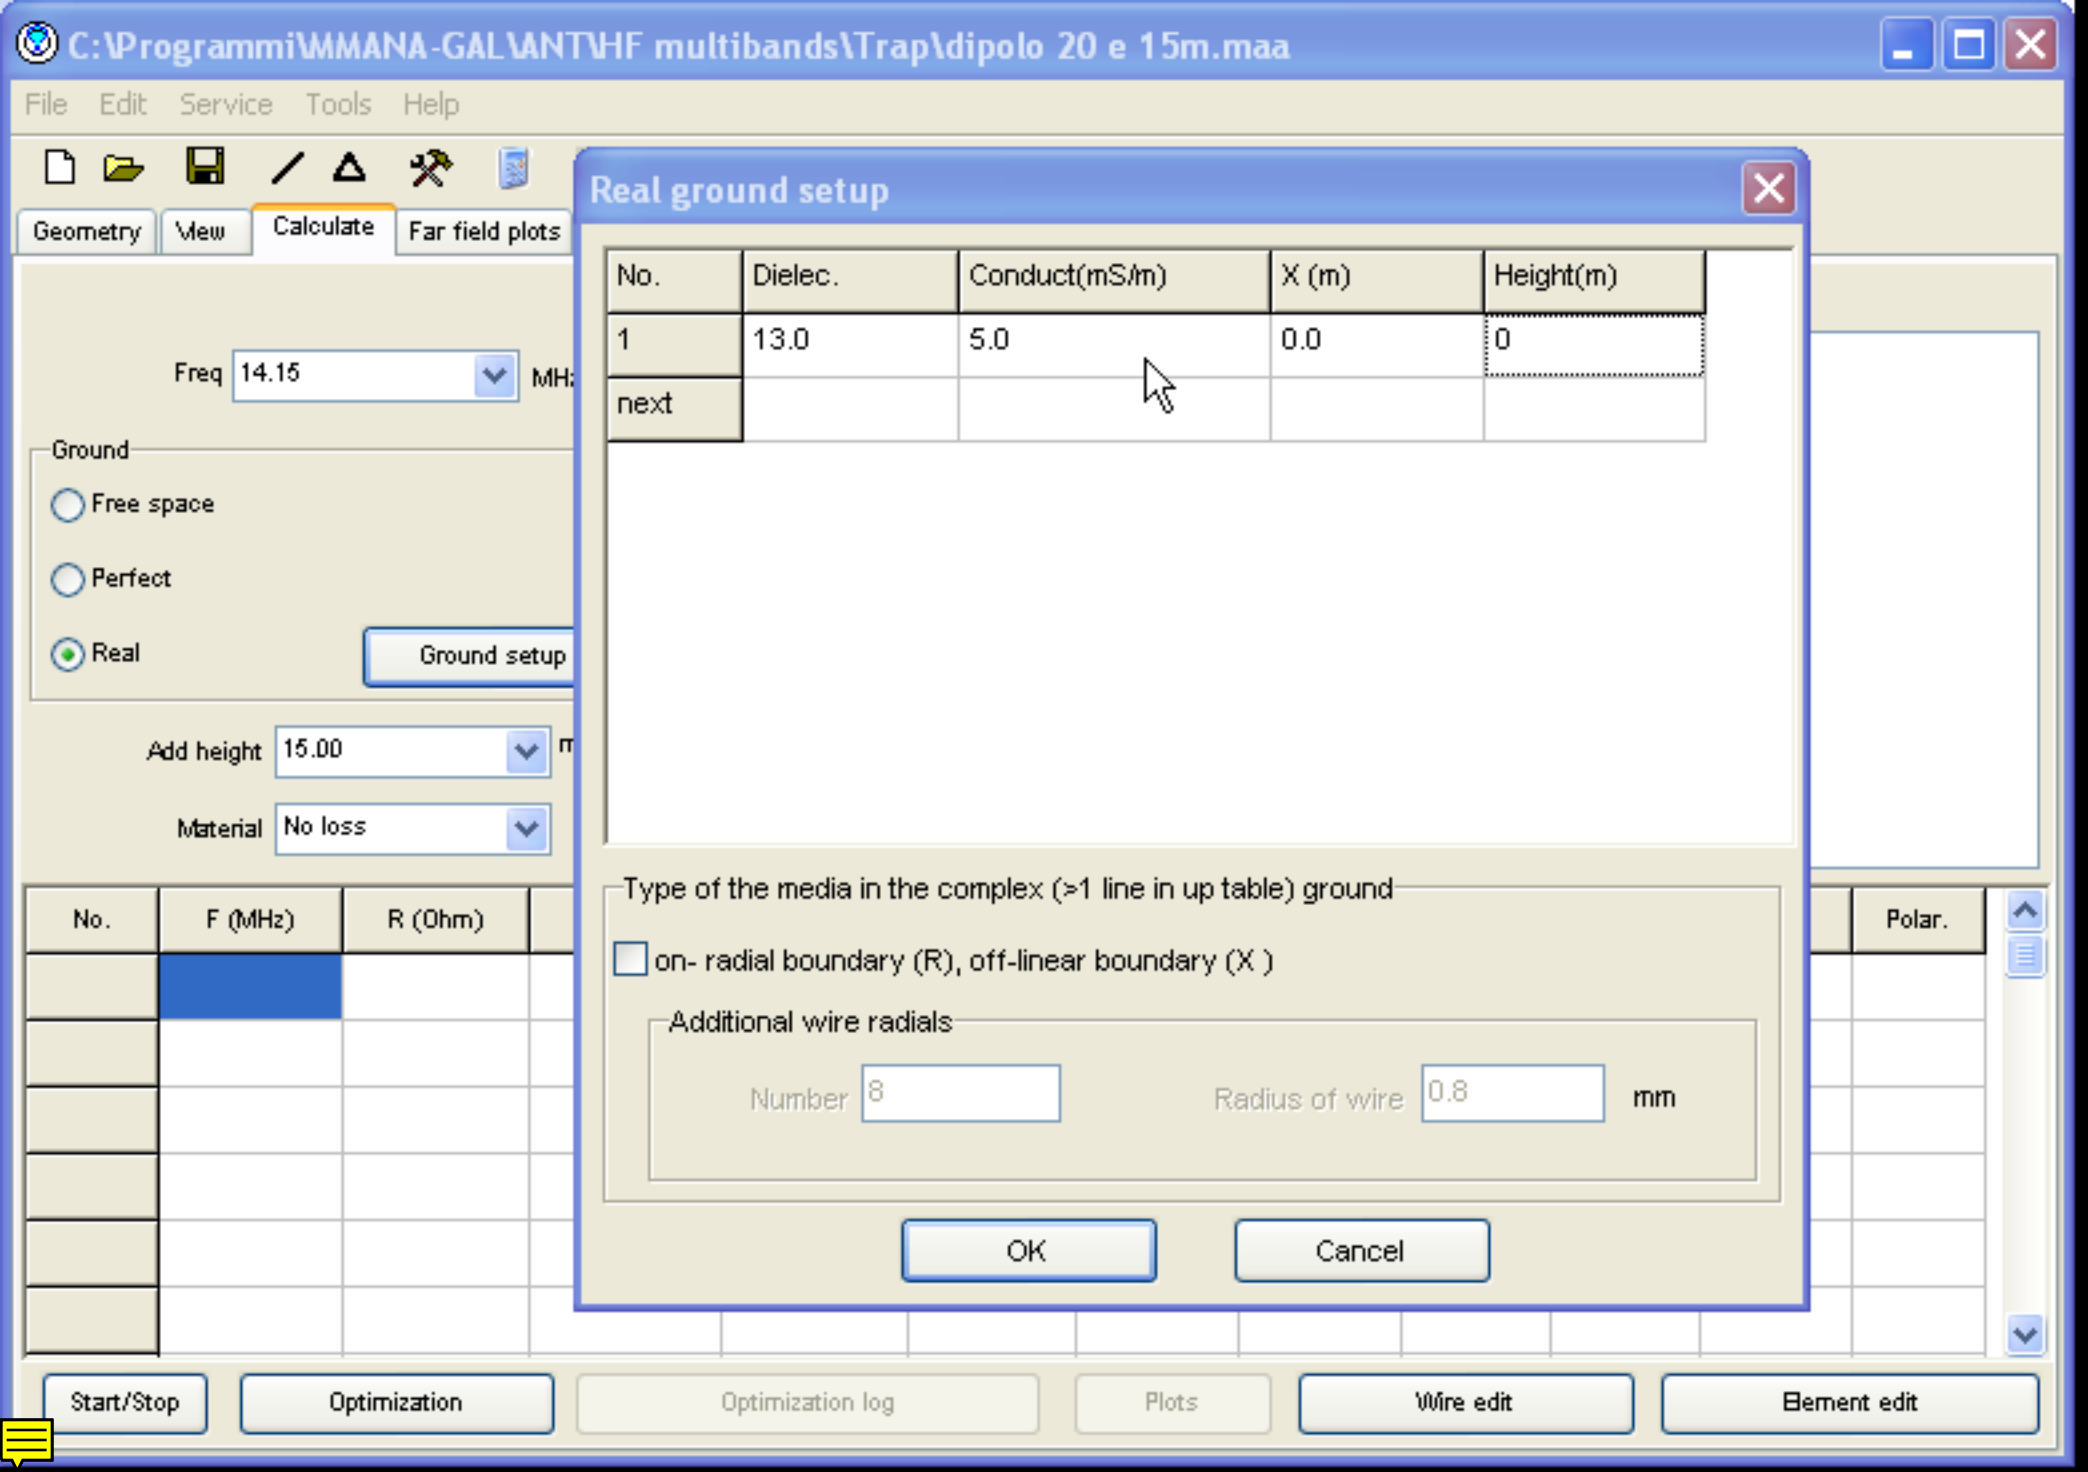 C:\Programmi\MMANA-GAL\ANT\HF multibands\Trap\dipolo 20 e 15m.maa
File Edit Service Tools Help
Geometry View Calculate Far field plots
Freq 14.15 MHz
Ground
Free space
Perfect
Real Ground setup
Add height 15.00 m
Material No loss
No. F (MHz) R (Ohm) Polar.
Real ground setup
No. Dielec. Conduct(mS/m) X (m) Height(m)
1 13.0 5.0 0.0 0
next
Type of the media in the complex (>1 line in up table) ground
on- radial boundary (R), off-linear boundary (X )
Additional wire radials
Number 8 Radius of wire 0.8 mm
OK Cancel
Start/Stop Optimization Optimization log Plots Wire edit Element edit